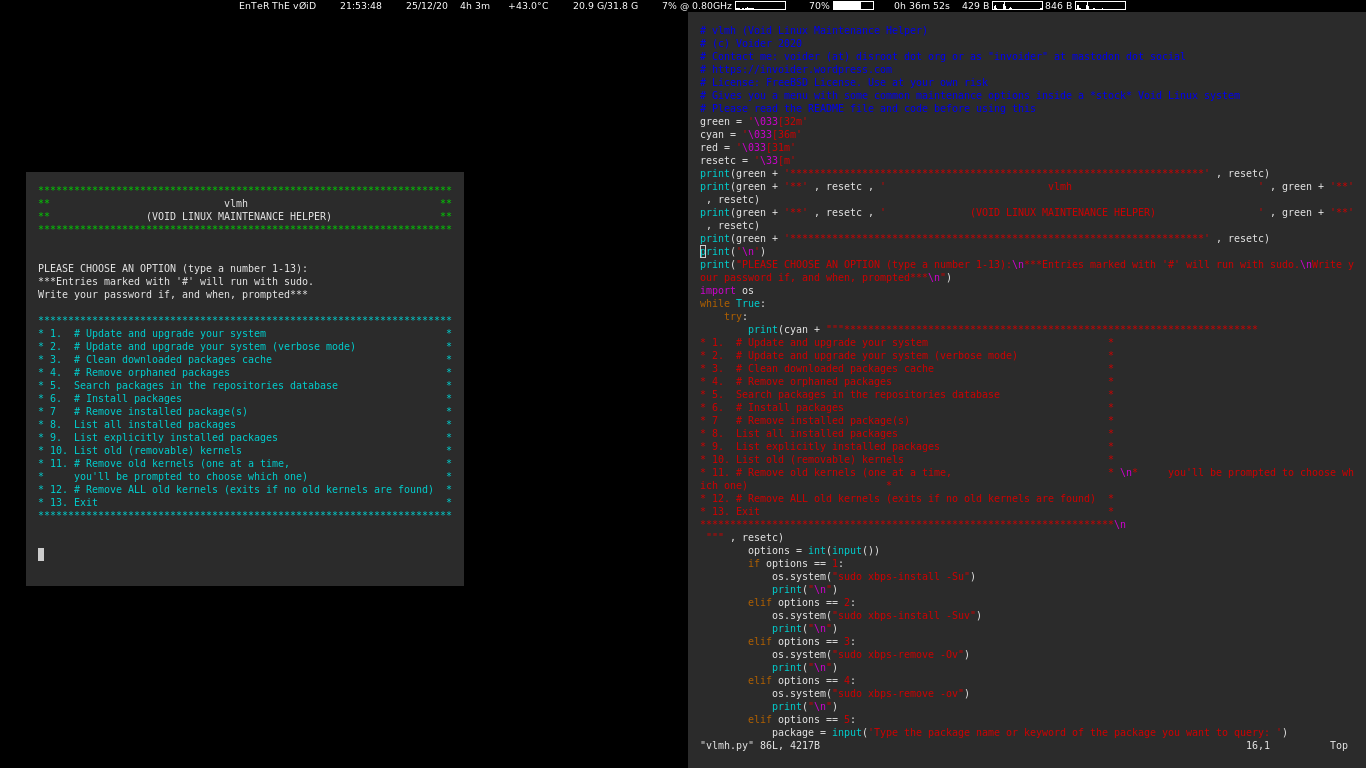 EnTeR ThE vØiD 21:53:48 25/12/20 4h 3m +43.0°C 20.9 G/31.8 G 7% @ 0.80GHz 70% 0h 36m 52s 429 B 846 B
******************************************************************************
** vlmh **
** (VOID LINUX MAINTENANCE HELPER) **
******************************************************************************
PLEASE CHOOSE AN OPTION (type a number 1-13):
***Entries marked with '#' will run with sudo.
Write your password if, and when, prompted***
*********************************************************************
* 1.  # Update and upgrade your system *
* 2.  # Update and upgrade your system (verbose mode) *
* 3.  # Clean downloaded packages cache *
* 4.  # Remove orphaned packages *
* 5.  Search packages in the repositories database *
* 6.  # Install packages *
* 7   # Remove installed package(s) *
* 8.  List all installed packages *
* 9.  List explicitly installed packages *
* 10. List old (removable) kernels *
* 11. # Remove old kernels (one at a time, *
* you'll be prompted to choose which one) *
* 12. # Remove ALL old kernels (exits if no old kernels are found) *
* 13. Exit *
*********************************************************************
# vlmh (Void Linux Maintenance Helper)
# (c) Voider 2020
# Contact me: voider (at) disroot dot org or as "invoider" at mastodon dot social
# https://invoider.wordpress.com
# License: FreeBSD License. Use at your own risk
# Gives you a menu with some common maintenance options inside a *stock* Void Linux system
# Please read the README file and code before using this
green = '\033[32m'
cyan = '\033[36m'
red = '\033[31m'
resetc = '\33[m'
print(green + '*********************************************************************' , resetc)
print(green + '**' , resetc , ' vlmh ' , green + '**'
, resetc)
print(green + '**' , resetc , ' (VOID LINUX MAINTENANCE HELPER) ' , green + '**'
, resetc)
print(green + '*********************************************************************' , resetc)
print('\n')
print("PLEASE CHOOSE AN OPTION (type a number 1-13):\n***Entries marked with '#' will run with sudo.\nWrite y
our password if, and when, prompted***\n")
import os
while True:
    try:
        print(cyan + """*********************************************************************
* 1.  # Update and upgrade your system *
* 2.  # Update and upgrade your system (verbose mode) *
* 3.  # Clean downloaded packages cache *
* 4.  # Remove orphaned packages *
* 5.  Search packages in the repositories database *
* 6.  # Install packages *
* 7   # Remove installed package(s) *
* 8.  List all installed packages *
* 9.  List explicitly installed packages *
* 10. List old (removable) kernels *
* 11. # Remove old kernels (one at a time, * \n* you'll be prompted to choose wh
ich one) *
* 12. # Remove ALL old kernels (exits if no old kernels are found) *
* 13. Exit *
*********************************************************************\n
""" , resetc)
        options = int(input())
        if options == 1:
            os.system("sudo xbps-install -Su")
            print("\n")
        elif options == 2:
            os.system("sudo xbps-install -Suv")
            print("\n")
        elif options == 3:
            os.system("sudo xbps-remove -Ov")
            print("\n")
        elif options == 4:
            os.system("sudo xbps-remove -ov")
            print("\n")
        elif options == 5:
            package = input("Type the package name or keyword of the package you want to query: ")
"vlmh.py" 86L, 4217B 16,1 Top